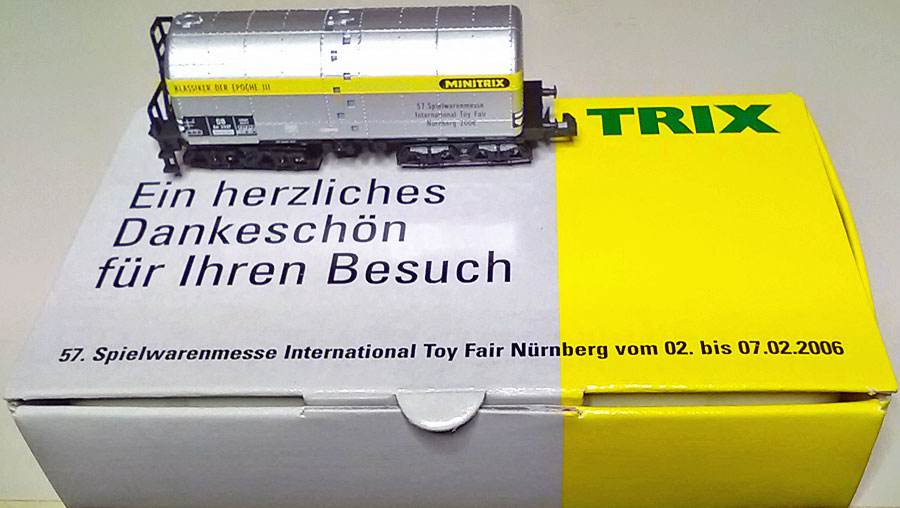 KLASSIKER DER EPOCHE III
MINITRIX
57. Spielwarenmesse
International Toy Fair
Nürnberg 2006
DB
TRIX
Ein herzliches
Dankeschön
für Ihren Besuch
57. Spielwarenmesse International Toy Fair Nürnberg vom 02. bis 07.02.2006